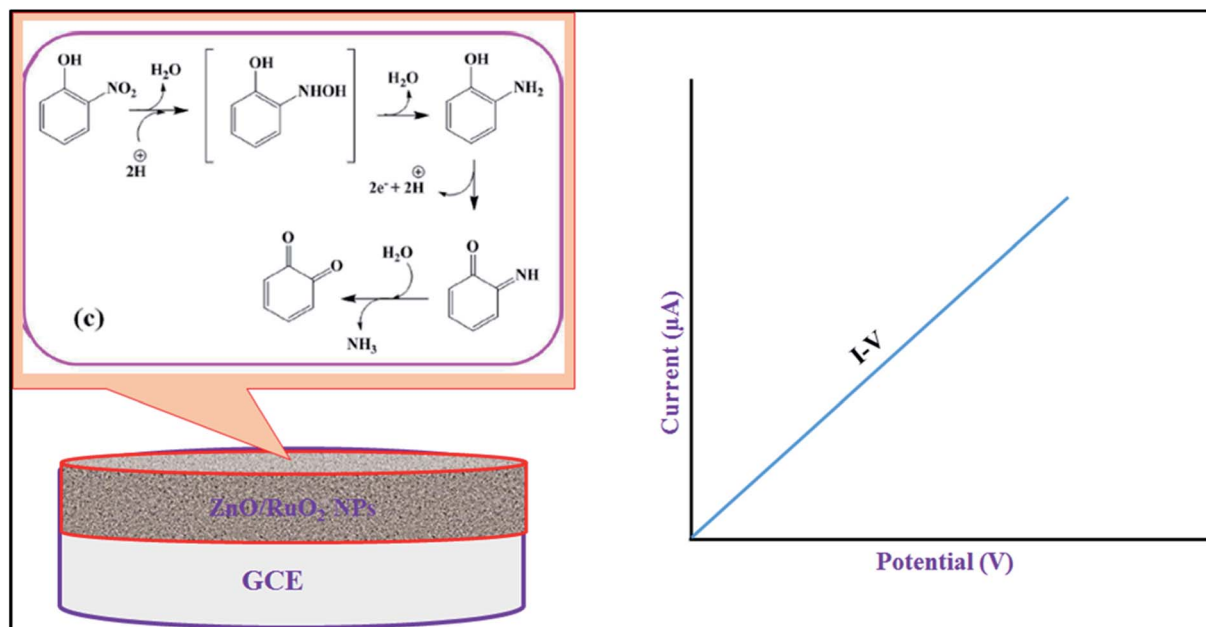 OH
NO₂
H₂O
⊕
2H
OH
NHOH
H₂O
OH
NH₂
⊕
2e⁻ + 2H
O
O
H₂O
O
NH
NH₃
(c)
ZnO/RuO₂ NPs
GCE
Current (µA)
I-V
Potential (V)